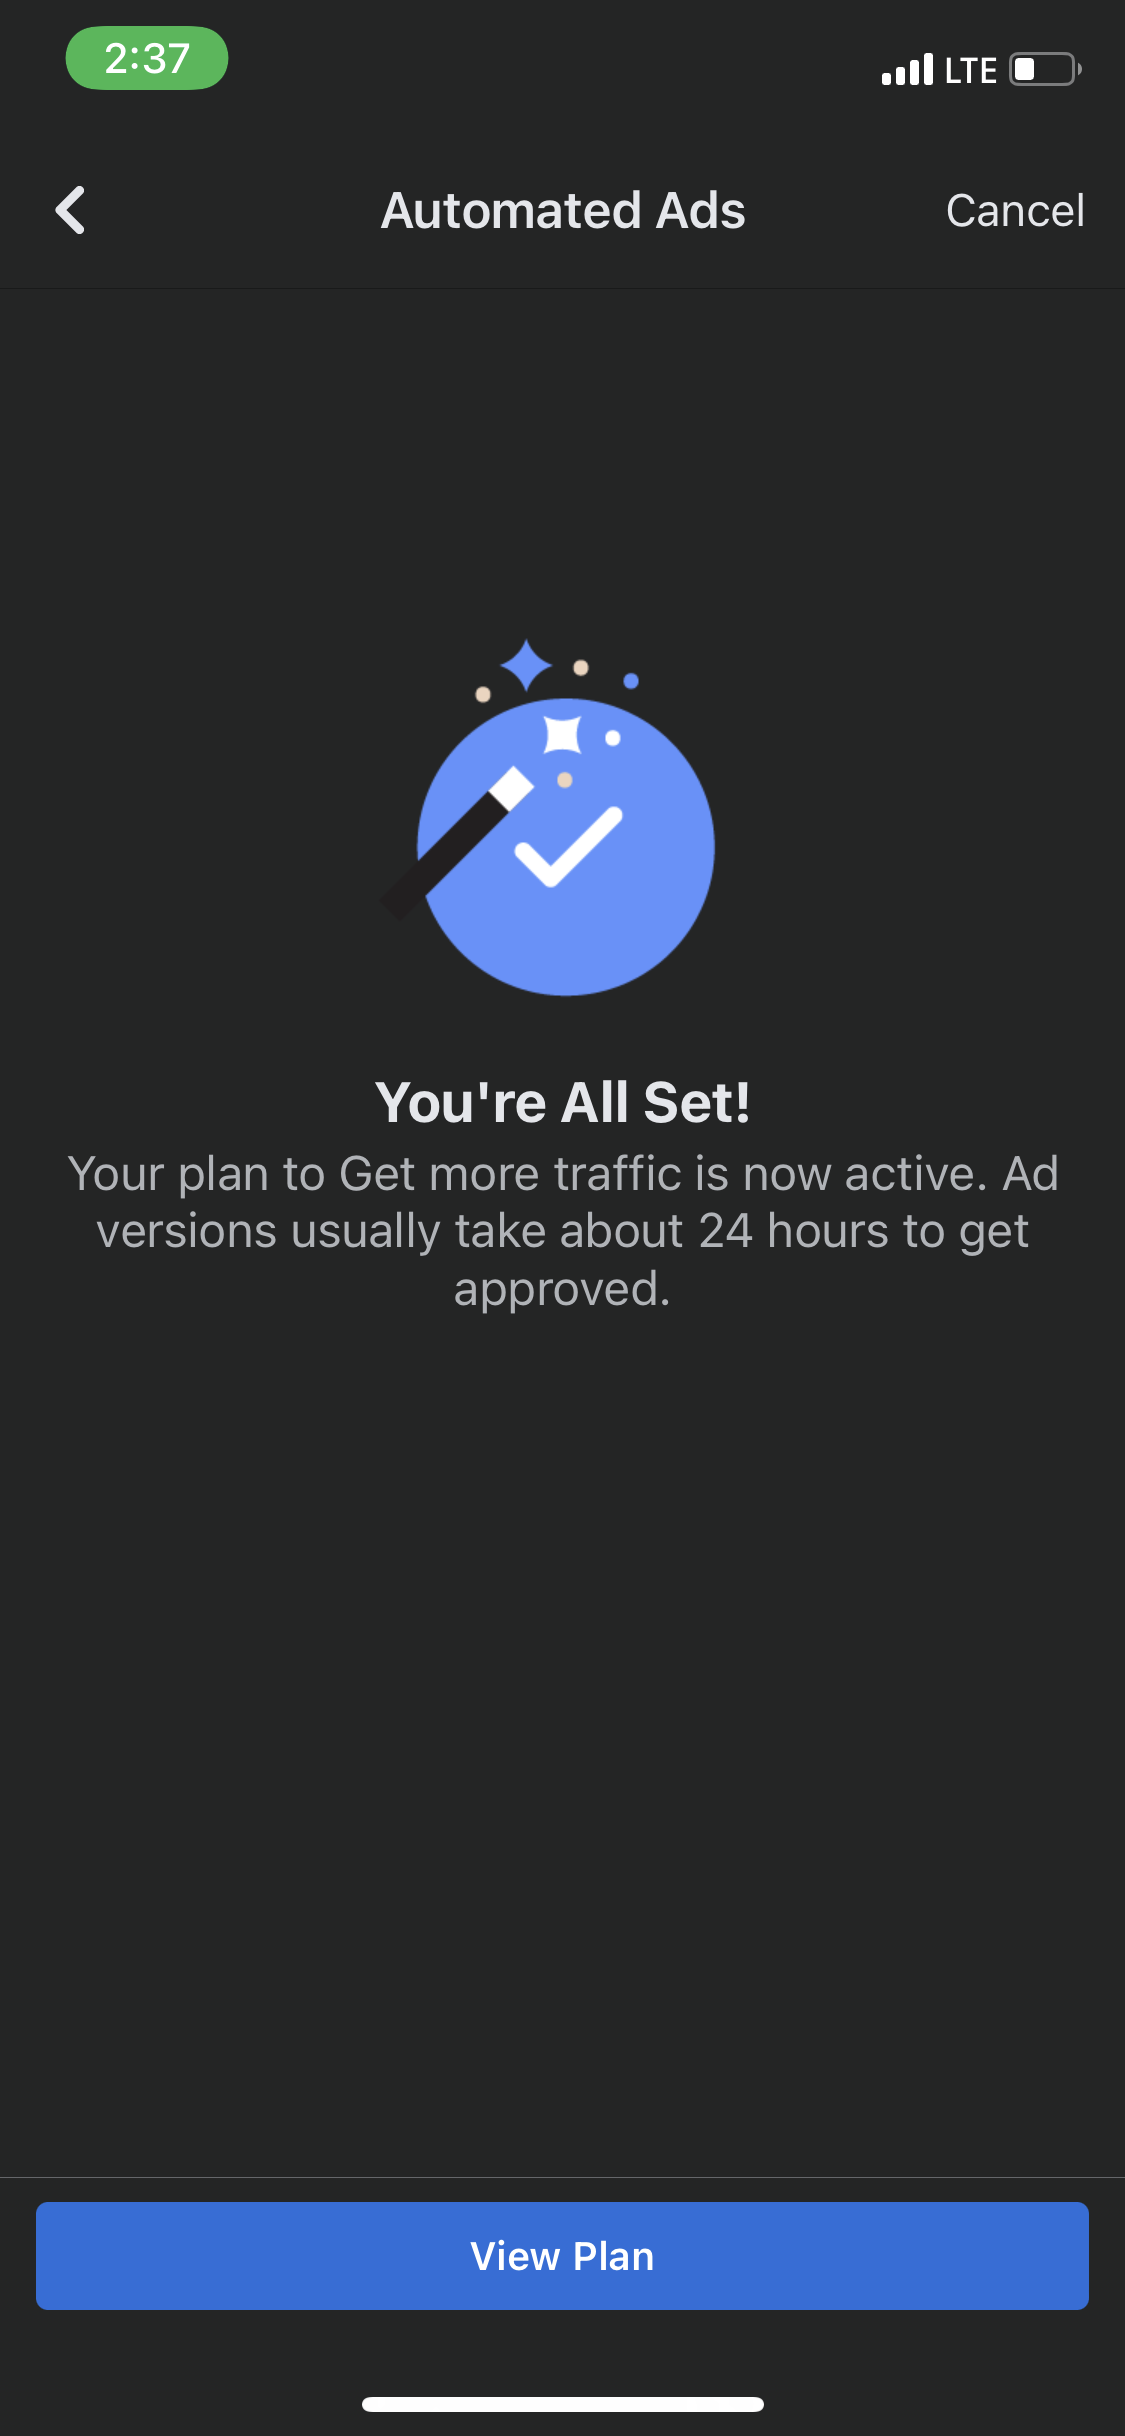 2:37
LTE
Automated Ads
Cancel
You're All Set!
Your plan to Get more traffic is now active. Ad
versions usually take about 24 hours to get
approved.
View Plan